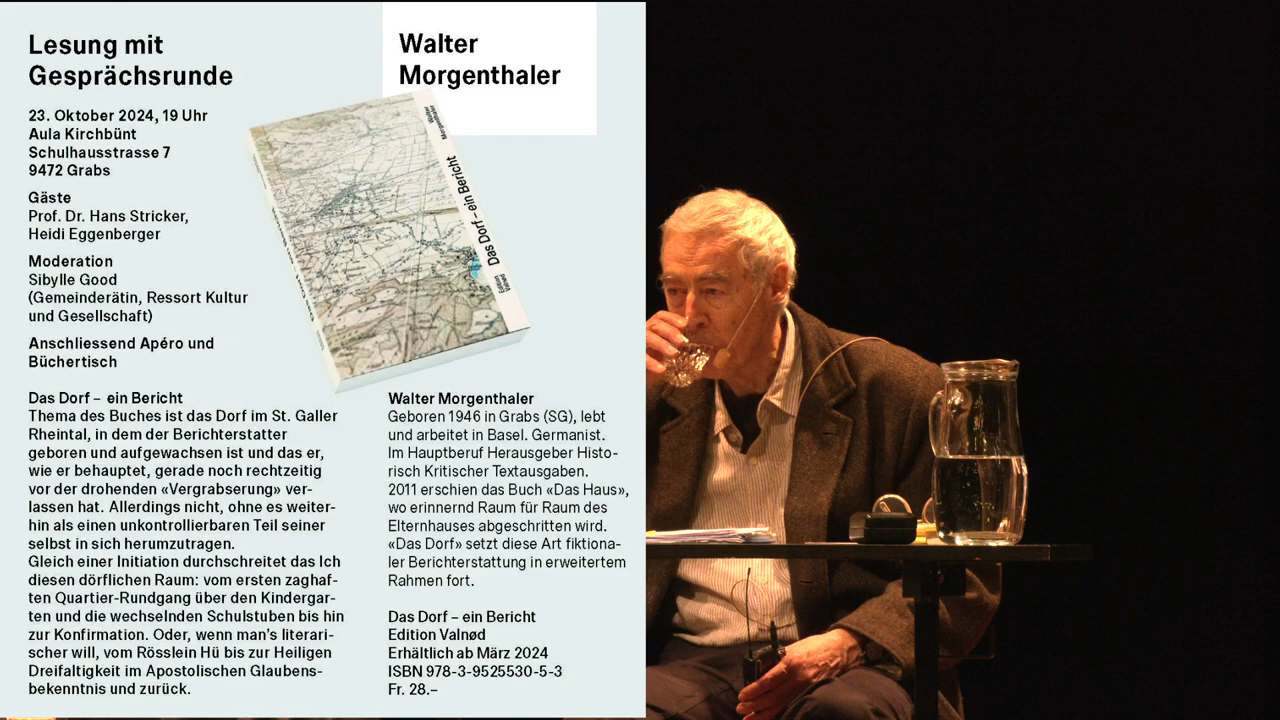 Lesung mit
Gesprächsrunde
23. Oktober 2024, 19 Uhr
Aula Kirchbünt
Schulhausstrasse 7
9472 Grabs
Gäste
Prof. Dr. Hans Stricker,
Heidi Eggenberger
Moderation
Sibylle Good
(Gemeinderätin, Ressort Kultur
und Gesellschaft)
Anschliessend Apéro und
Büchertisch
Das Dorf – ein Bericht
Thema des Buches ist das Dorf im St. Galler
Rheintal, in dem der Berichterstatter
geboren und aufgewachsen ist und das er,
wie er behauptet, gerade noch rechtzeitig
vor der drohenden «Vergrabserung» ver-
lassen hat. Allerdings nicht, ohne es weiter-
hin als einen unkontrollierbaren Teil seiner
selbst in sich herumzutragen.
Gleich einer Initiation durchschreitet das Ich
diesen dörflichen Raum: vom ersten zaghaf-
ten Quartier-Rundgang über den Kindergar-
ten und die wechselnden Schulstuben bis hin
zur Konfirmation. Oder, wenn man's literari-
scher will, vom Rösslein Hü bis zur Heiligen
Dreifaltigkeit im Apostolischen Glaubens-
bekenntnis und zurück.
Walter
Morgenthaler
Walter
Morgenthaler
Das Dorf – ein Bericht
Edition
Walter Morgenthaler
Geboren 1946 in Grabs (SG), lebt
und arbeitet in Basel. Germanist.
Im Hauptberuf Herausgeber Histo-
risch Kritischer Textausgaben.
2011 erschien das Buch «Das Haus»,
wo erinnernd Raum für Raum des
Elternhauses abgeschritten wird.
«Das Dorf» setzt diese Art fiktiona-
ler Berichterstattung in erweitertem
Rahmen fort.
Das Dorf – ein Bericht
Edition Valnød
Erhältlich ab März 2024
ISBN 978-3-9525530-5-3
Fr. 28.–